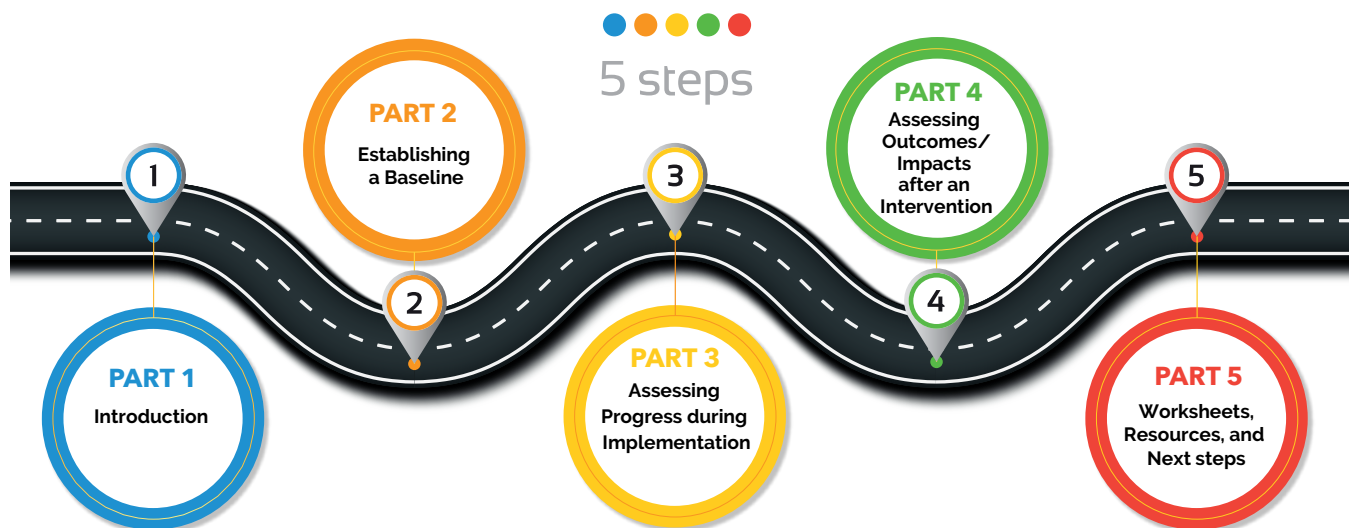 5 steps
1
PART 1
Introduction
2
PART 2
Establishing
a Baseline
3
PART 3
Assessing
Progress during
Implementation
4
PART 4
Assessing
Outcomes/
Impacts
after an
Intervention
5
PART 5
Worksheets,
Resources, and
Next steps